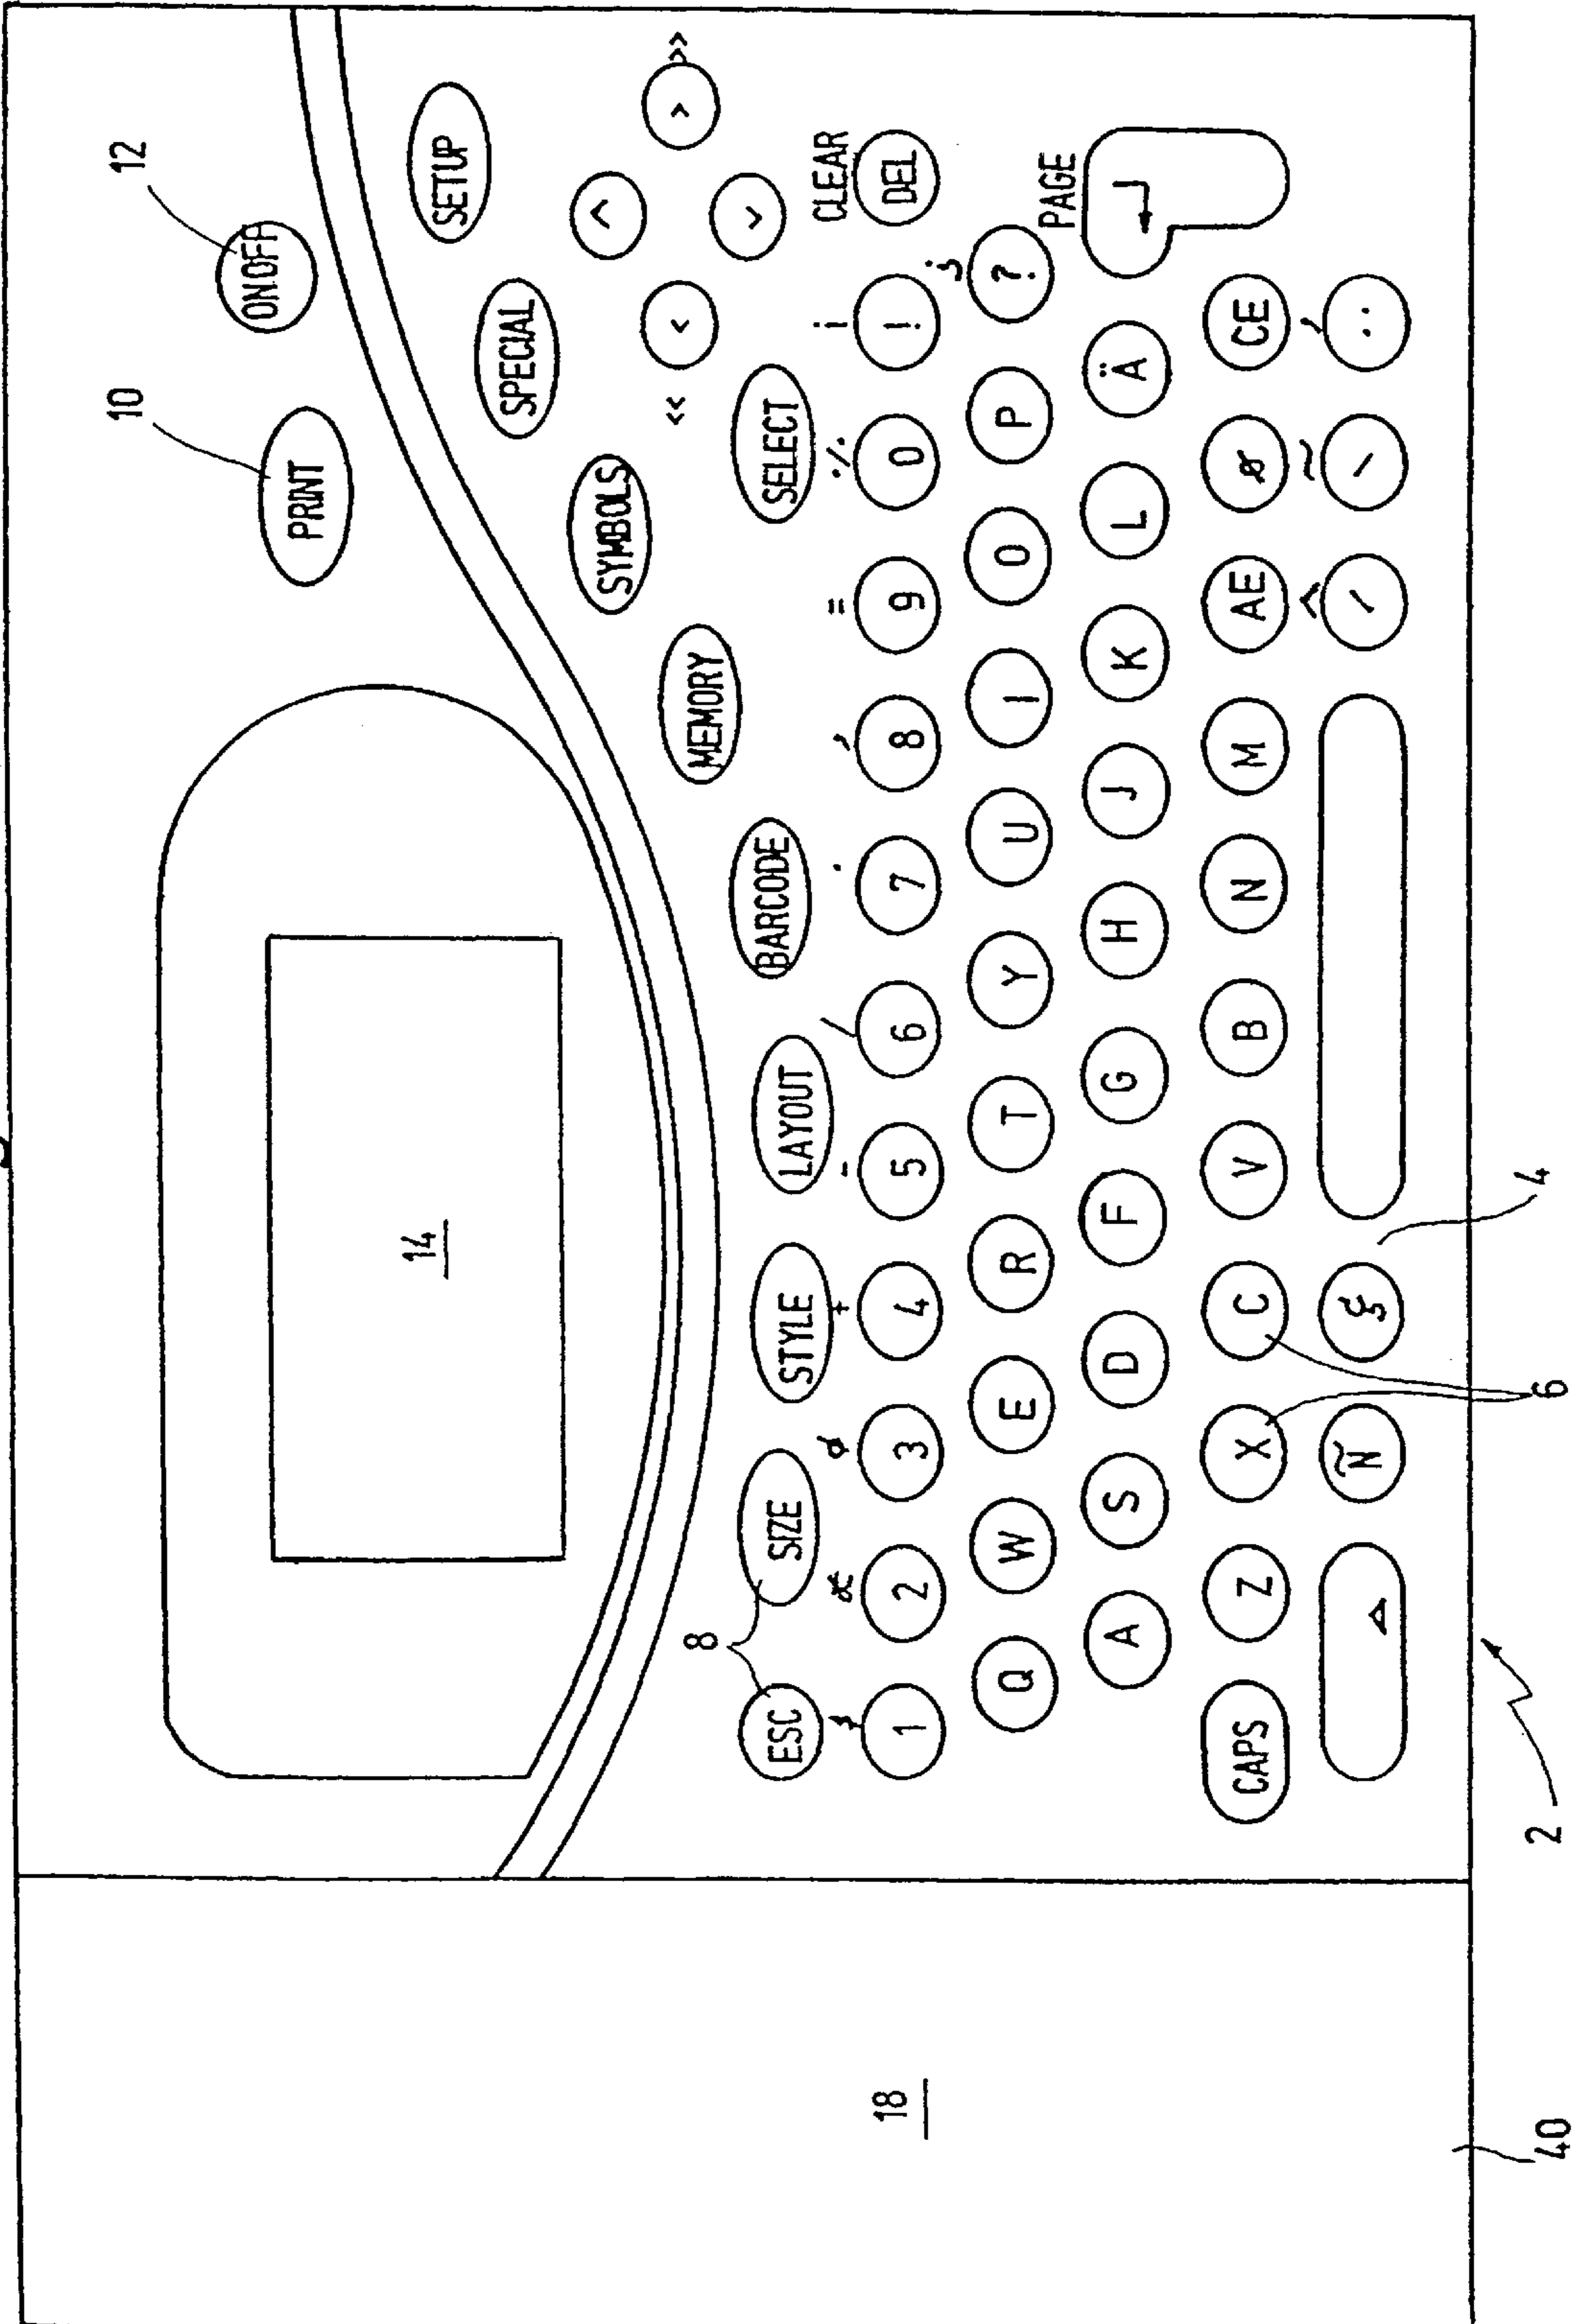 12
10
ON.OFF
PRINT
SETUP
SPECIAL
SYMBOLS
MEMORY
BARCODE
LAYOUT
STYLE
SIZE
ESC
8
14
^
<< < > >>
v
SELECT
CLEAR
+ - / . , = % ¡
1 2 3 4 5 6 7 8 9 0 ! DEL
¿
Q W E R T Y U I O P ?
PAGE
A S D F G H J K L Ä ↵
CAPS Z X C V B N M AE ø CE
^ ~ ,
Ñ / \ ..
18
40
2
6
4